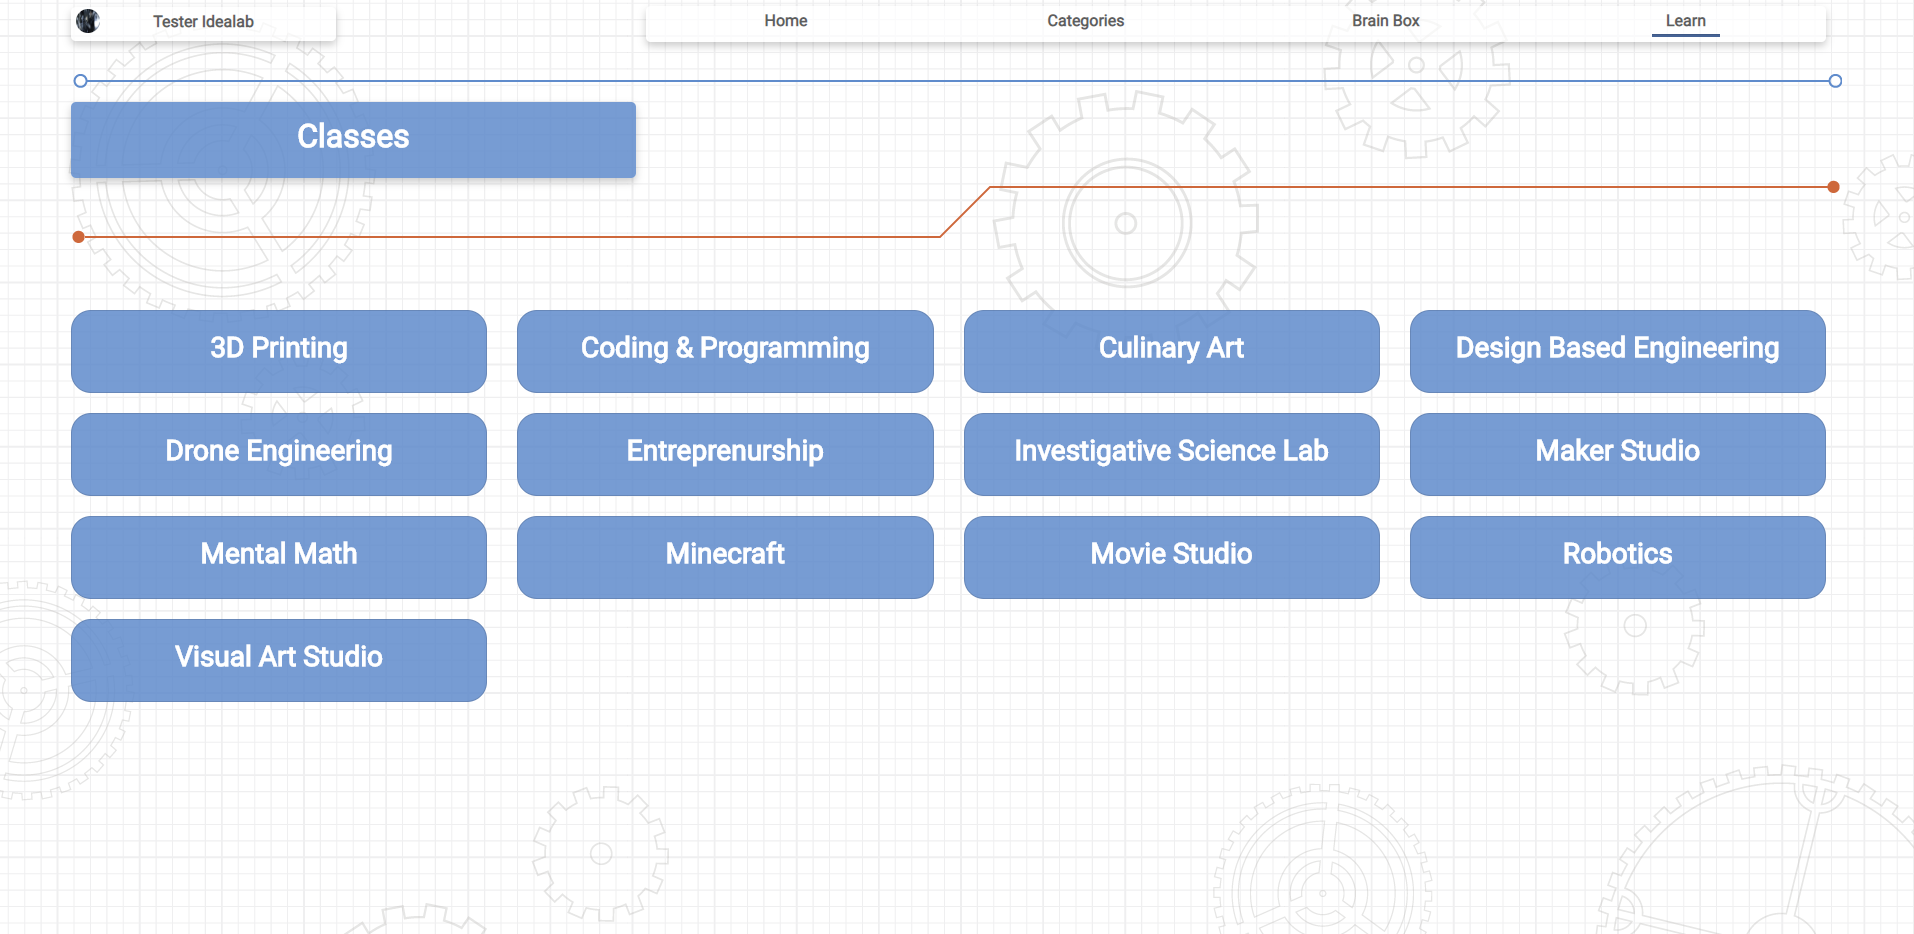 Tester Idealab
Home
Categories
Brain Box
Learn
Classes
3D Printing
Coding & Programming
Culinary Art
Design Based Engineering
Drone Engineering
Entreprenurship
Investigative Science Lab
Maker Studio
Mental Math
Minecraft
Movie Studio
Robotics
Visual Art Studio